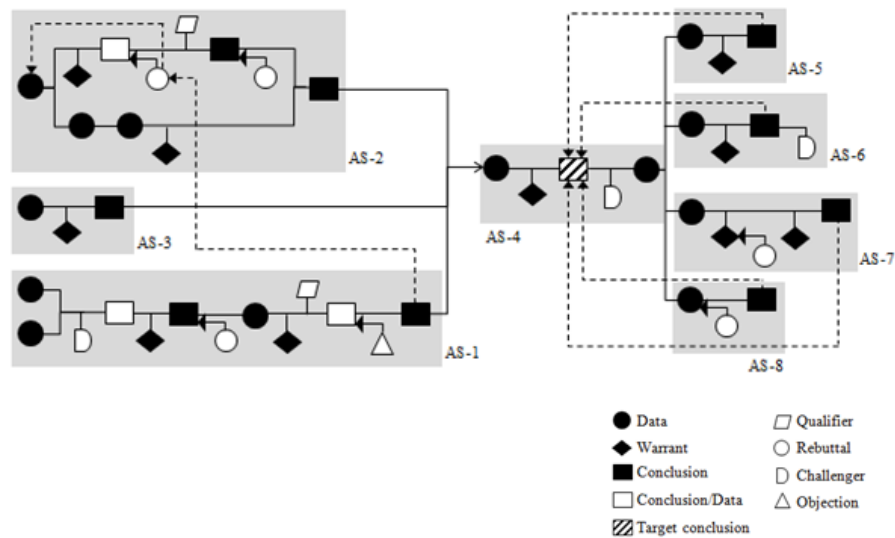 AS-5
AS-2
AS-6
AS-4
AS-3
AS-7
AS-1
AS-8
Data
Qualifier
Warrant
Rebuttal
Conclusion
Challenger
Conclusion/Data
Objection
Target conclusion